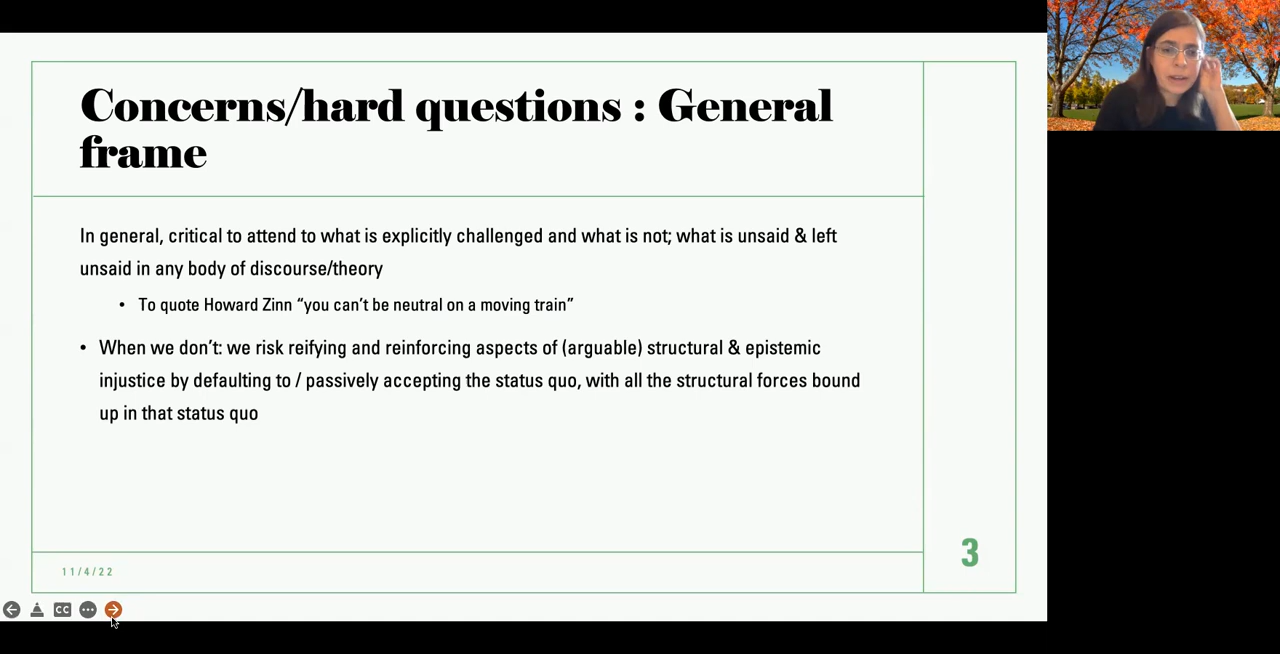 Concerns/hard questions : General
frame
In general, critical to attend to what is explicitly challenged and what is not; what is unsaid & left
unsaid in any body of discourse/theory
• To quote Howard Zinn “you can’t be neutral on a moving train”
• When we don’t: we risk reifying and reinforcing aspects of (arguable) structural & epistemic
injustice by defaulting to / passively accepting the status quo, with all the structural forces bound
up in that status quo
3
11/4/22
CC